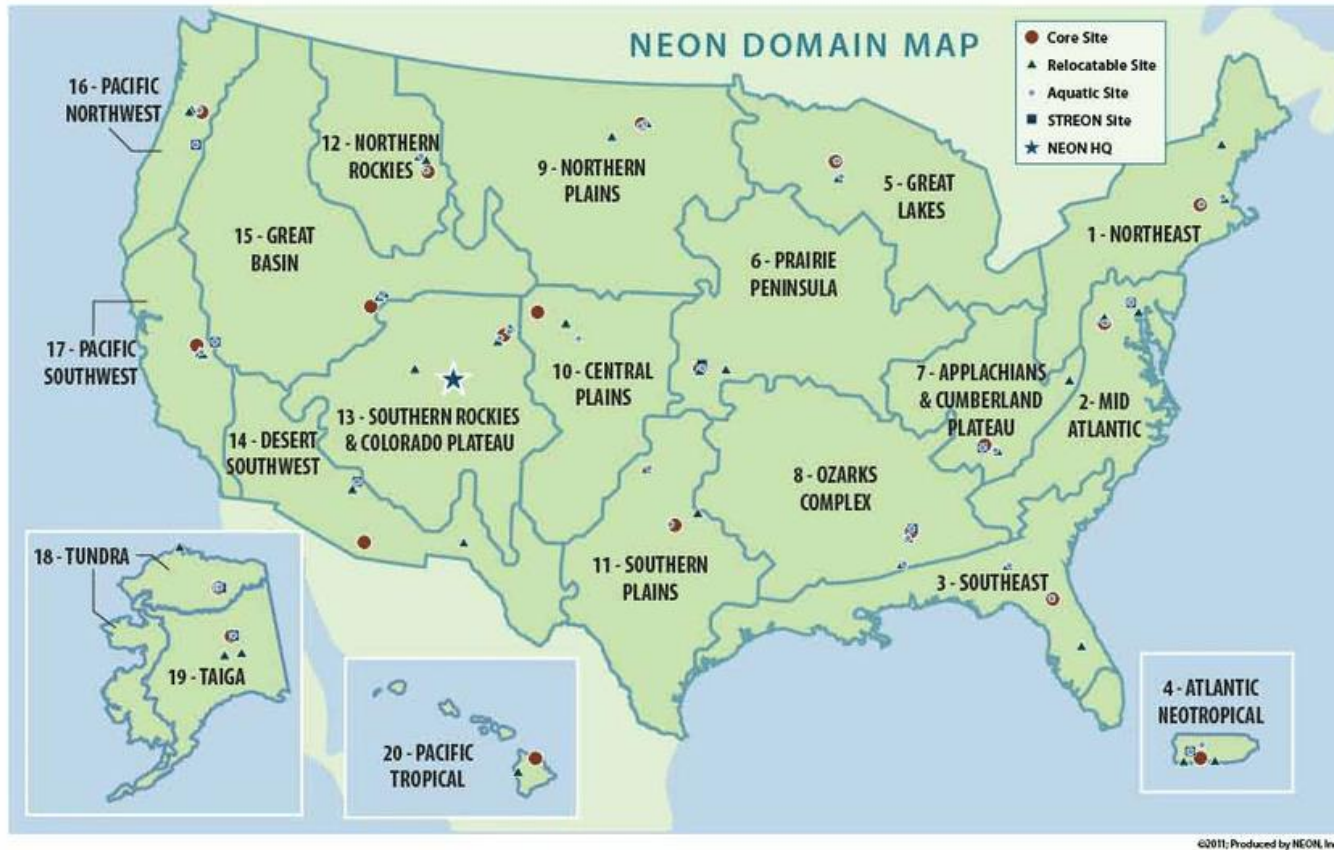 NEON DOMAIN MAP
Core Site
Relocatable Site
Aquatic Site
STREON Site
NEON HQ
16 - PACIFIC
NORTHWEST
12 - NORTHERN
ROCKIES
9 - NORTHERN
PLAINS
5 - GREAT
LAKES
1 - NORTHEAST
15 - GREAT
BASIN
6 - PRAIRIE
PENINSULA
17 - PACIFIC
SOUTHWEST
10 - CENTRAL
PLAINS
7 - APPLACHIANS
& CUMBERLAND
PLATEAU
2 - MID
ATLANTIC
13 - SOUTHERN ROCKIES
& COLORADO PLATEAU
14 - DESERT
SOUTHWEST
8 - OZARKS
COMPLEX
11 - SOUTHERN
PLAINS
3 - SOUTHEAST
18 - TUNDRA
19 - TAIGA
20 - PACIFIC
TROPICAL
4 - ATLANTIC
NEOTROPICAL
©2011; Produced by NEON, In